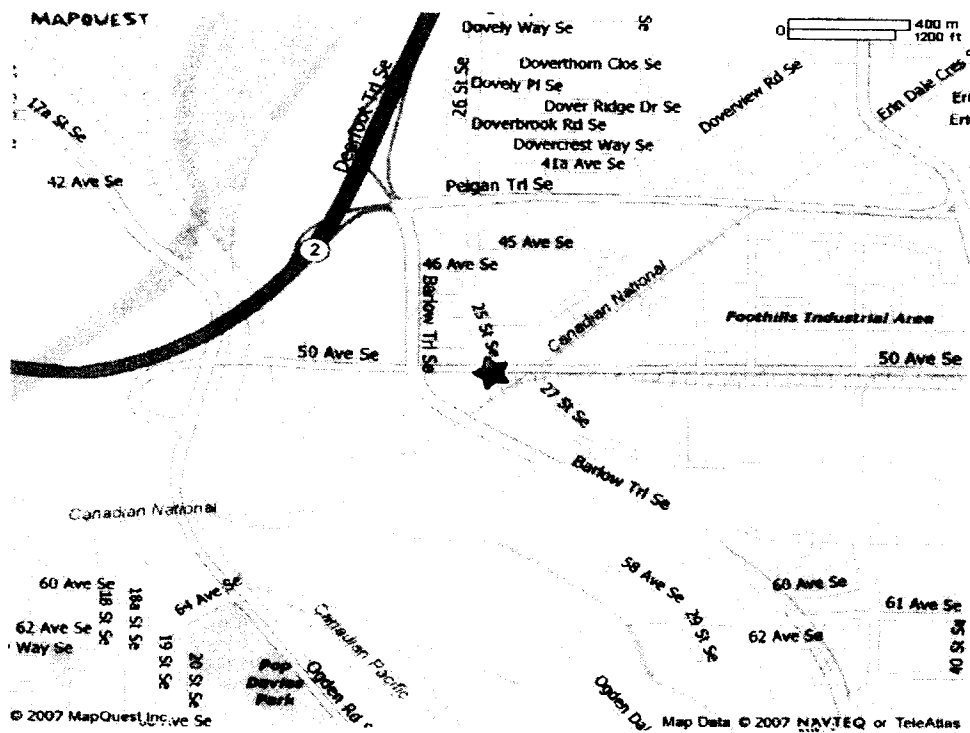 MAPQUEST
400 m
0
1200 ft
Dovely Way Se
Se
Doverthorn Clos Se
Deerfoot Trl Se
26 St Se
Dovely Pl Se
Doverview Rd Se
Erin Dale Cres
17a St Se
Dover Ridge Dr Se
Doverbrook Rd Se
Dovercrest Way Se
41a Ave Se
42 Ave Se
Peigan Trl Se
2
45 Ave Se
46 Ave Se
Barlow Trl Se
25 St Se
Canadian National
Foothills Industrial Area
50 Ave Se
50 Ave Se
27 St Se
Barlow Trl Se
Canadian National
60 Ave Se
18 St Se
18a St Se
64 Ave Se
58 Ave Se
60 Ave Se
61 Ave Se
62 Ave Se
Way Se
19 St Se
20 St Se
Canadian Pacific
29 St Se
62 Ave Se
40 St Se
Pop
Davies
Park
Ogden Rd S
Ogden Da
© 2007 MapQuest Inc.
Ave Se
Map Data © 2007 NAVTEQ or TeleAtlas